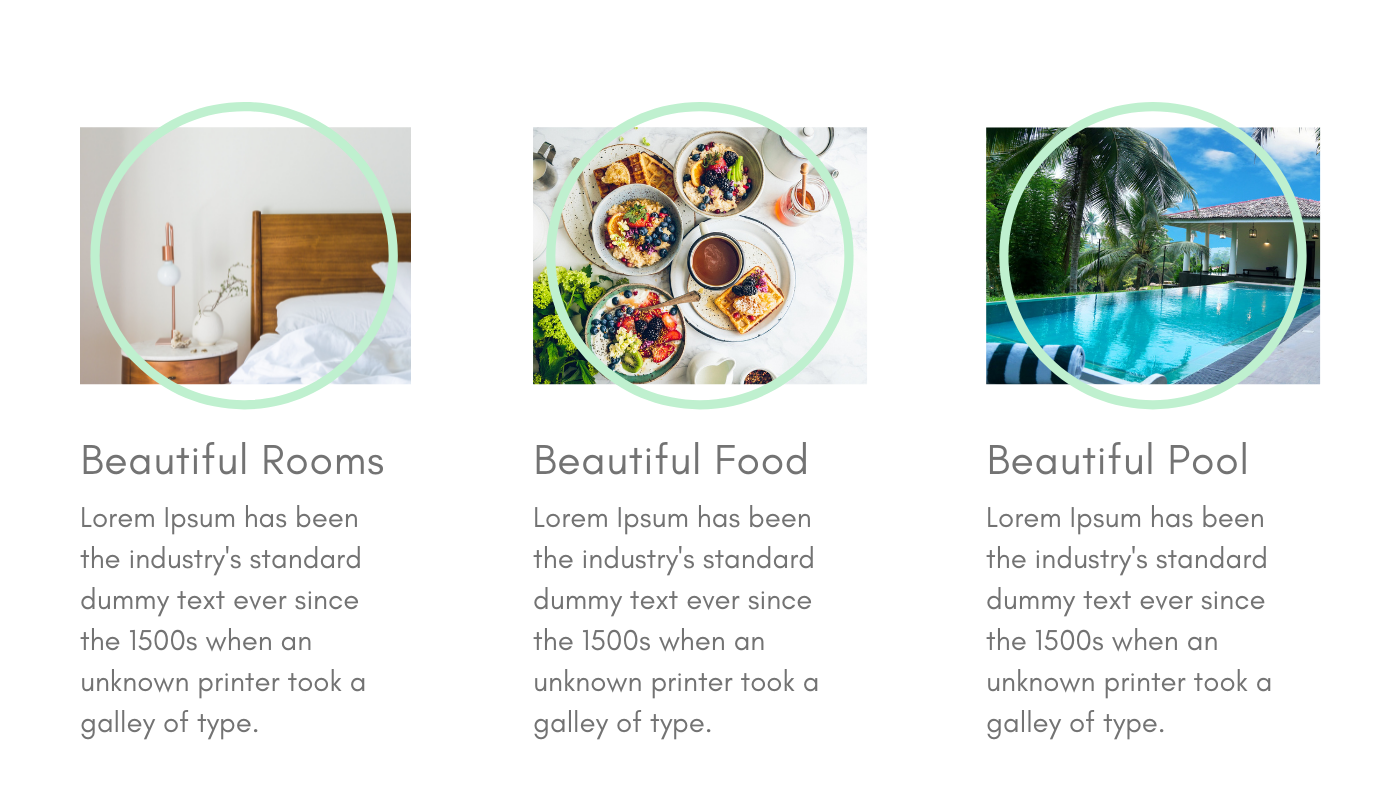 Beautiful Rooms
Lorem Ipsum has been
the industry's standard
dummy text ever since
the 1500s when an
unknown printer took a
galley of type.
Beautiful Food
Lorem Ipsum has been
the industry's standard
dummy text ever since
the 1500s when an
unknown printer took a
galley of type.
Beautiful Pool
Lorem Ipsum has been
the industry's standard
dummy text ever since
the 1500s when an
unknown printer took a
galley of type.